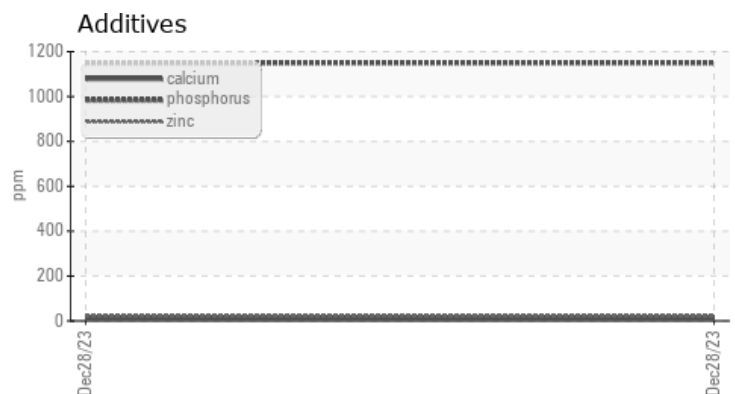 Additives
1200
1000
800
600
400
200
0
ppm
calcium
phosphorus
zinc
Dec28/23
Dec28/23